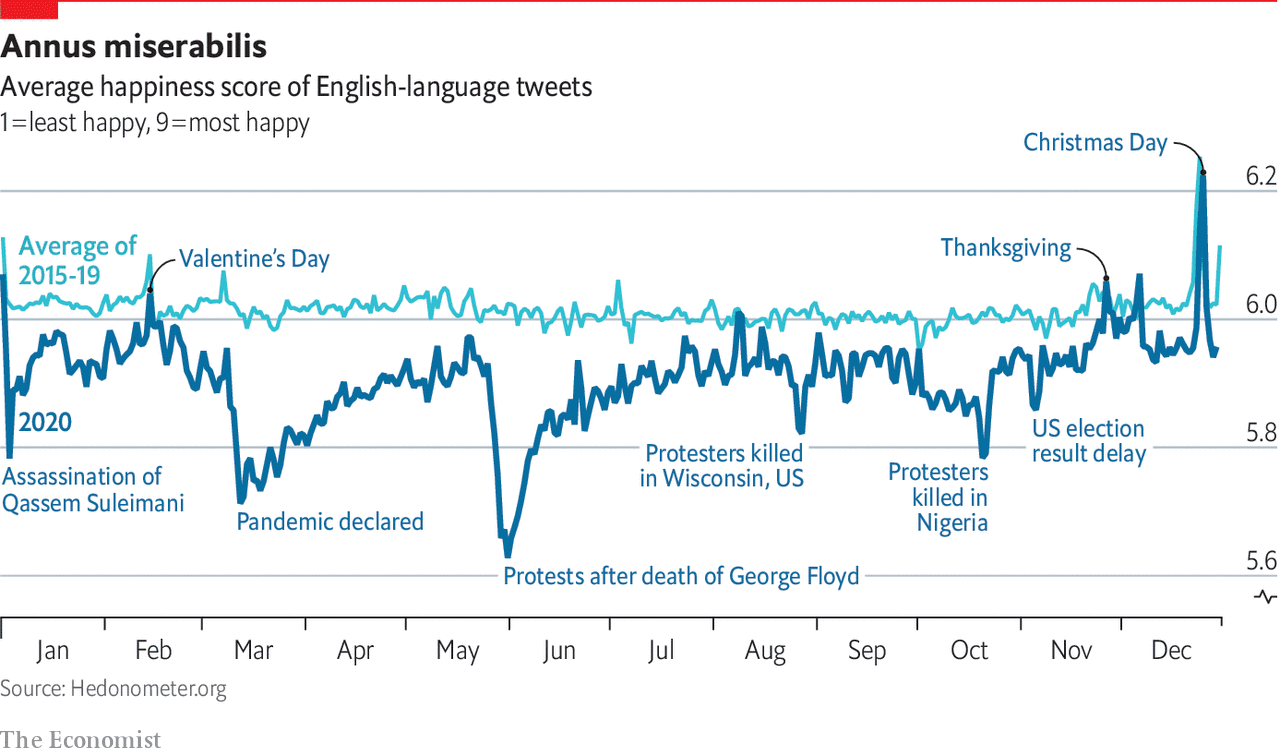 Annus miserabilis
Average happiness score of English-language tweets
1=least happy, 9=most happy
Christmas Day
6.2
Average of
2015-19
Valentine's Day
Thanksgiving
6.0
2020
5.8
Assassination of
Qassem Suleimani
Pandemic declared
Protesters killed
in Wisconsin, US
Protesters
killed in
Nigeria
US election
result delay
5.6
Protests after death of George Floyd
Jan Feb Mar Apr May Jun Jul Aug Sep Oct Nov Dec
Source: Hedonometer.org
The Economist